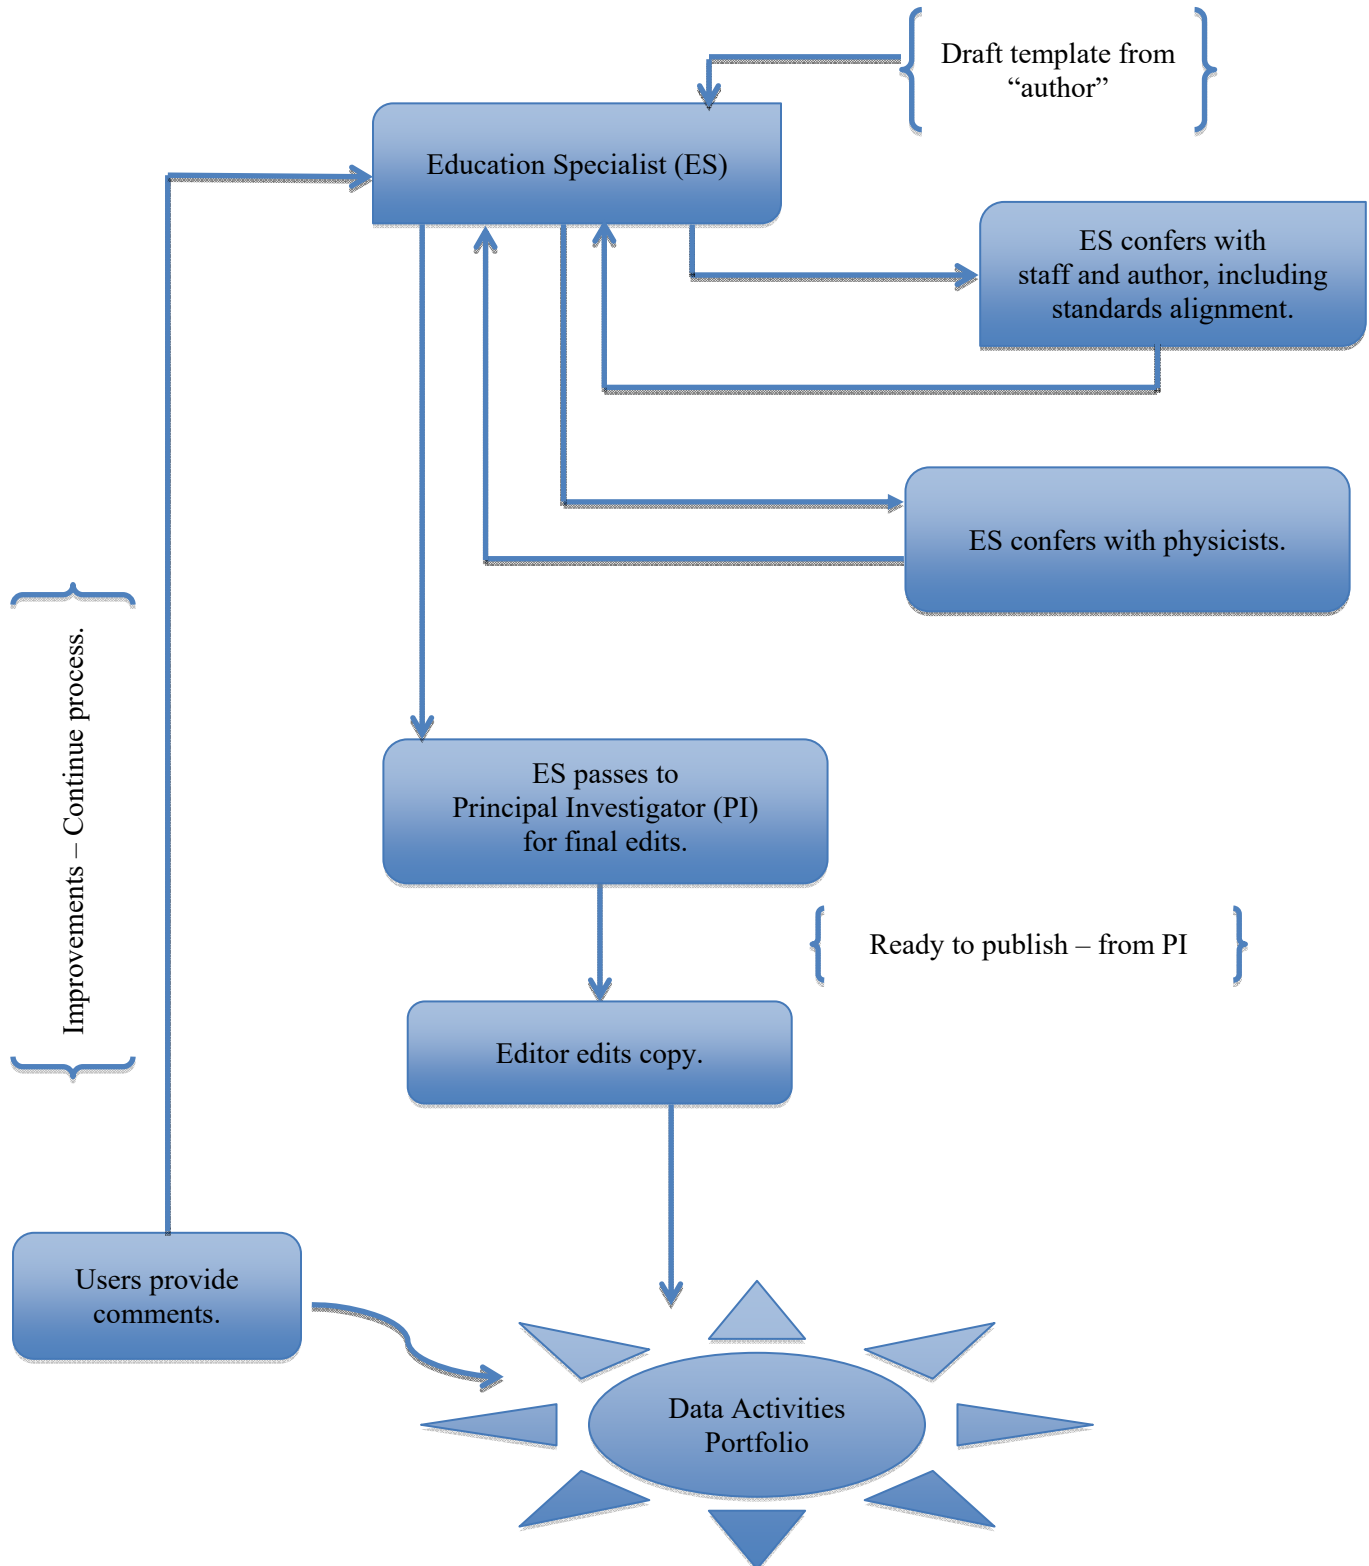 Draft template from
“author”
Education Specialist (ES)
ES confers with
staff and author, including
standards alignment.
ES confers with physicists.
Improvements – Continue process.
ES passes to
Principal Investigator (PI)
for final edits.
Ready to publish – from PI
Editor edits copy.
Users provide
comments.
Data Activities
Portfolio